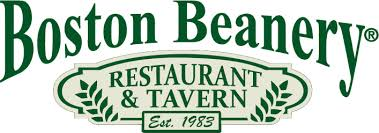 Boston Beanery®
RESTAURANT
& TAVERN
Est. 1983